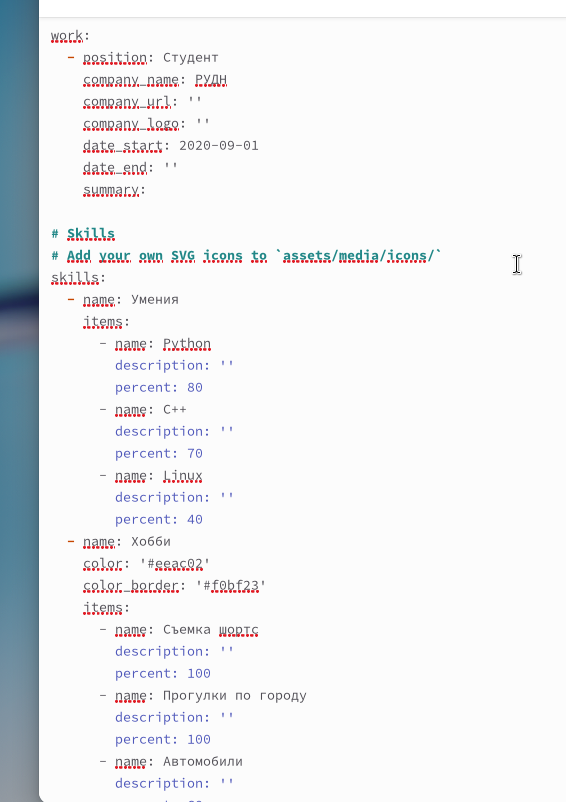 work:
- position: Студент
company_name: РУДН
company_url: ''
company_logo: ''
date_start: 2020-09-01
date_end: ''
summary:
# Skills
# Add your own SVG icons to `assets/media/icons/`
skills:
- name: Умения
items:
- name: Python
description: ''
percent: 80
- name: C++
description: ''
percent: 70
- name: Linux
description: ''
percent: 40
- name: Хобби
color: '#eeac02'
color_border: '#f0bf23'
items:
- name: Съемка шортс
description: ''
percent: 100
- name: Прогулки по городу
description: ''
percent: 100
- name: Автомобили
description: ''